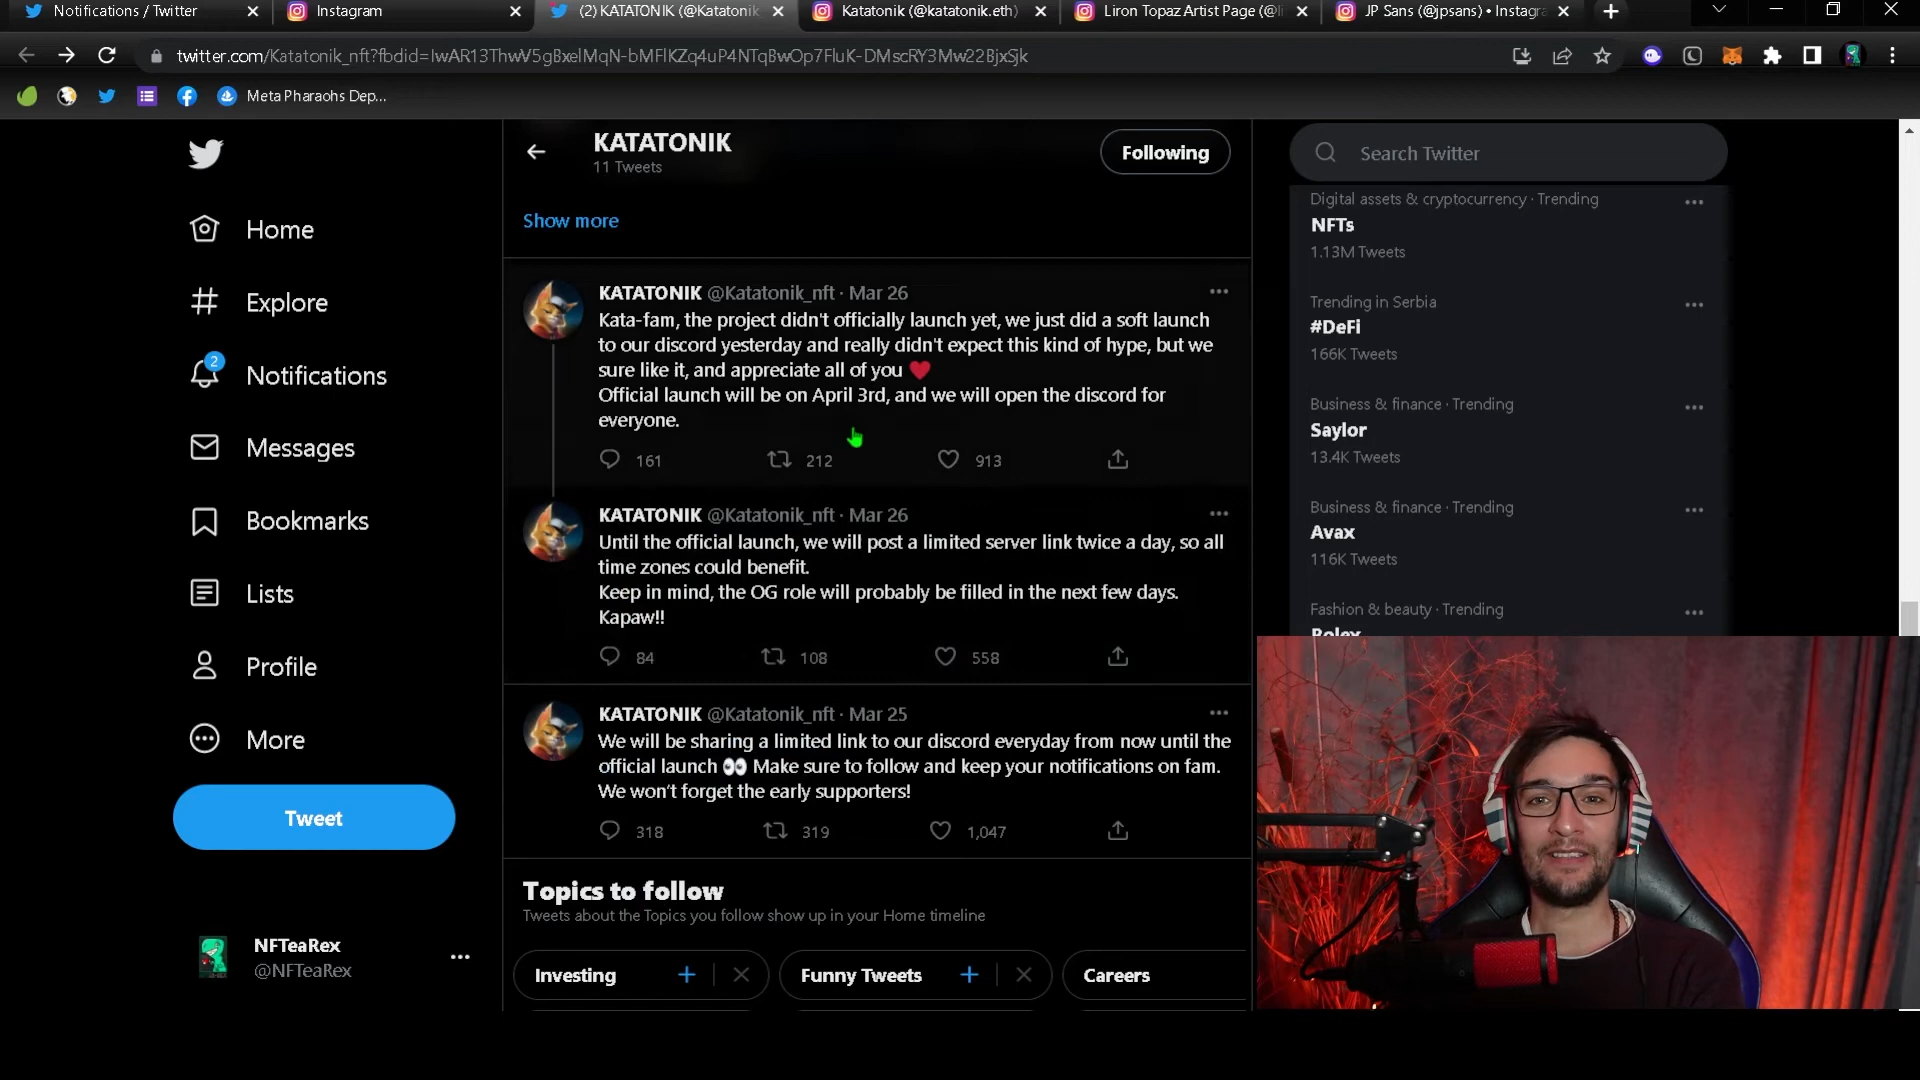 Notifications / Twitter
Instagram
(2) KATATONIK (@Katatonik
Katatonik (@katatonik.eth)
Liron Topaz Artist Page (@li
JP Sans (@jpsans) • Instagra
twitter.com/Katatonik_nft?fbdid=
Meta Pharaohs Dep...
KATATONIK
11 Tweets
Following
Search Twitter
Home
Explore
2
Notifications
Messages
Bookmarks
Lists
Profile
More
Tweet
NFTeaRex
@NFTeaRex
Show more
KATATONIK @Katatonik_nft · Mar 26
Kata-fam, the project didn't officially launch yet, we just did a soft launch
to our discord yesterday and really didn't expect this kind of hype, but we
sure like it, and appreciate all of you ❤️
Official launch will be on April 3rd, and we will open the discord for
everyone.
161 212 913
KATATONIK @Katatonik_nft · Mar 26
Until the official launch, we will post a limited server link twice a day, so all
time zones could benefit.
Keep in mind, the OG role will probably be filled in the next few days.
Kapaw!!
84 108 558
KATATONIK @Katatonik_nft · Mar 25
We will be sharing a limited link to our discord everyday from now until the
official launch 👀 Make sure to follow and keep your notifications on fam.
We won't forget the early supporters!
318 319 1,047
Topics to follow
Tweets about the Topics you follow show up in your Home timeline
Investing
Funny Tweets
Careers
Digital assets & cryptocurrency · Trending
NFTs
1.13M Tweets
Trending in Serbia
#DeFi
166K Tweets
Business & finance · Trending
Saylor
13.4K Tweets
Business & finance · Trending
Avax
116K Tweets
Fashion & beauty · Trending
Rolex